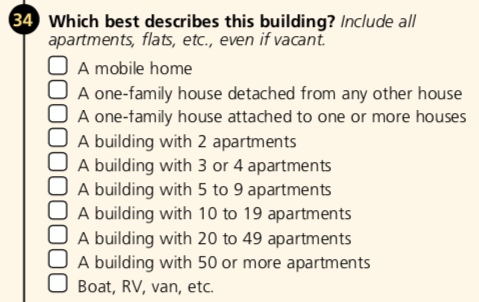 34 Which best describes this building? Include all
apartments, flats, etc., even if vacant.
A mobile home
A one-family house detached from any other house
A one-family house attached to one or more houses
A building with 2 apartments
A building with 3 or 4 apartments
A building with 5 to 9 apartments
A building with 10 to 19 apartments
A building with 20 to 49 apartments
A building with 50 or more apartments
Boat, RV, van, etc.